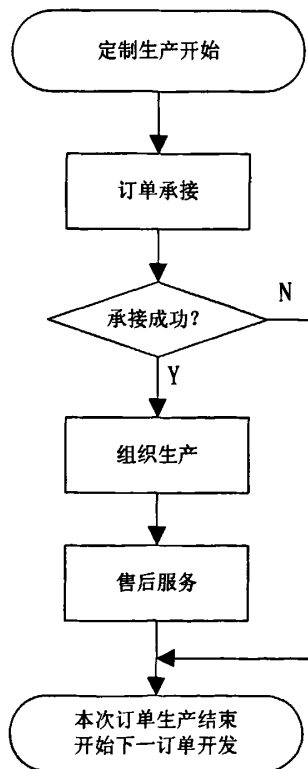 定制生产开始
订单承接
承接成功?
N
Y
组织生产
售后服务
本次订单生产结束
开始下一订单开发